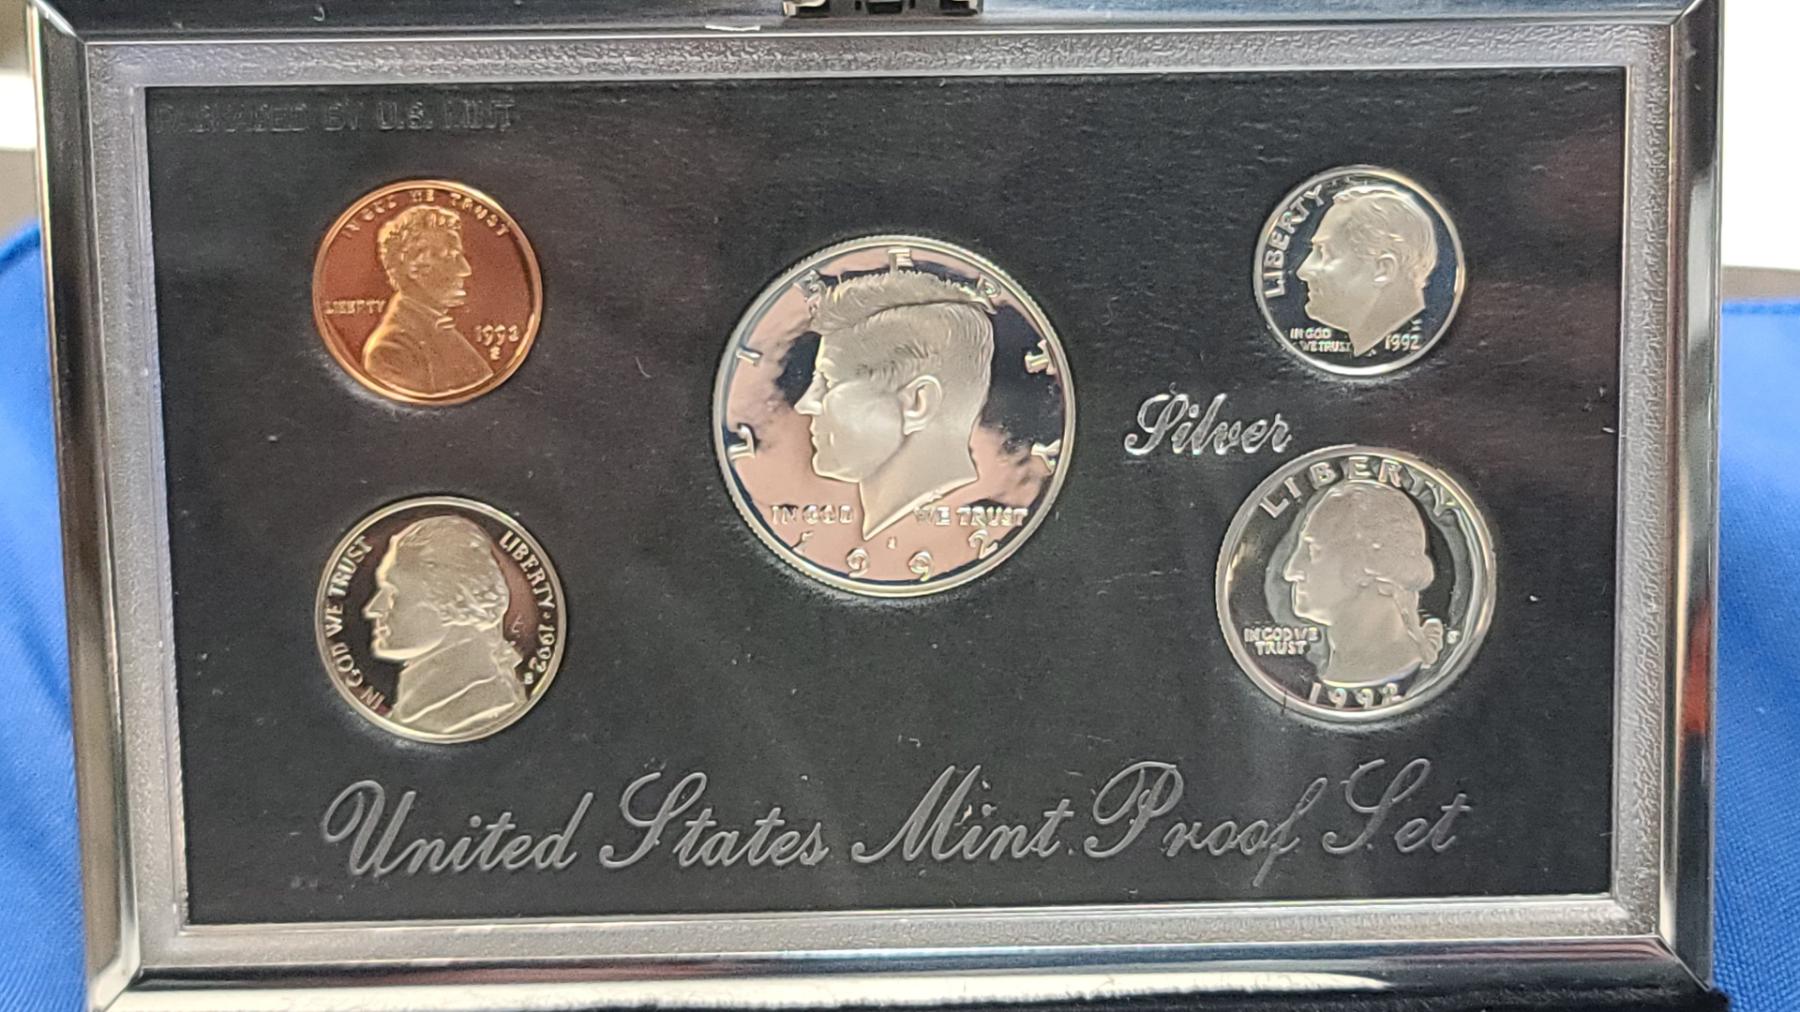 PACKAGED BY U.S. MINT
IN GOD WE TRUST
LIBERTY
1992
S
LIBERTY
IN GOD WE TRUST
1992
LIBERTY
IN GOD
WE TRUST
1992
Silver
IN GOD WE TRUST
LIBERTY · 1992
S
LIBERTY
IN GOD WE
TRUST
S
1992
United States Mint Proof Set